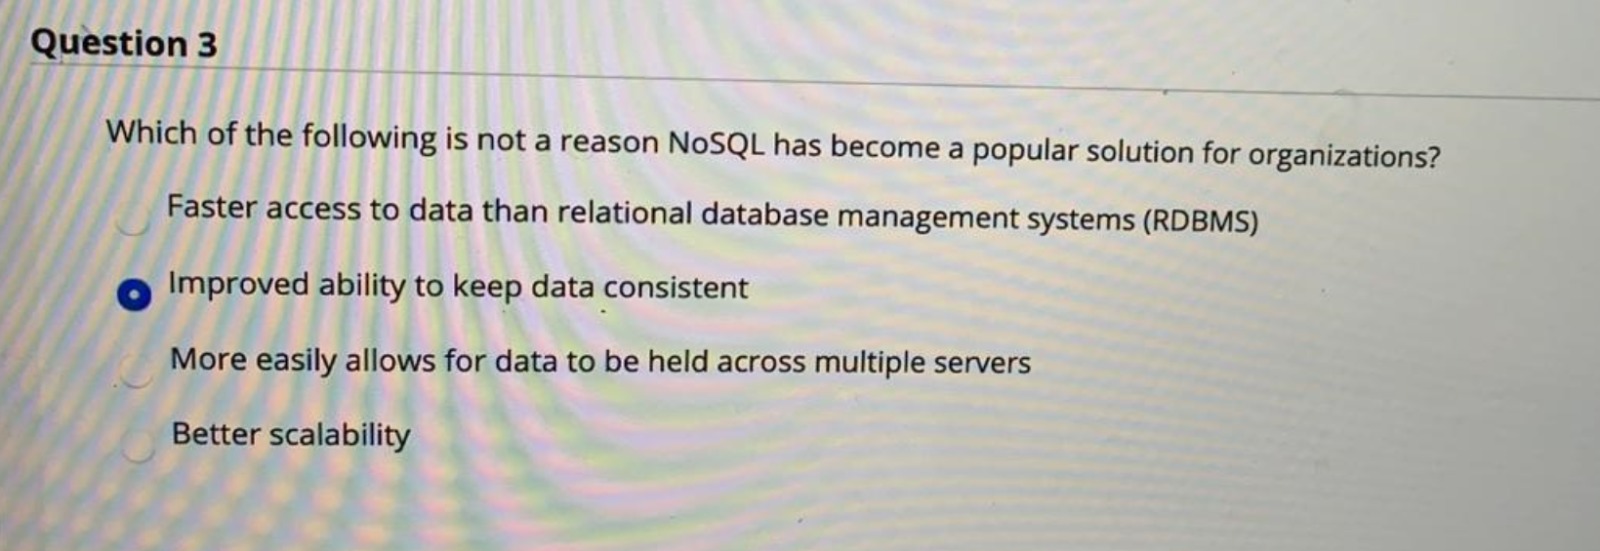 Question 3
Which of the following is not a reason NoSQL has become a popular solution for organizations?
Faster access to data than relational database management systems (RDBMS)
Improved ability to keep data consistent
More easily allows for data to be held across multiple servers
Better scalability